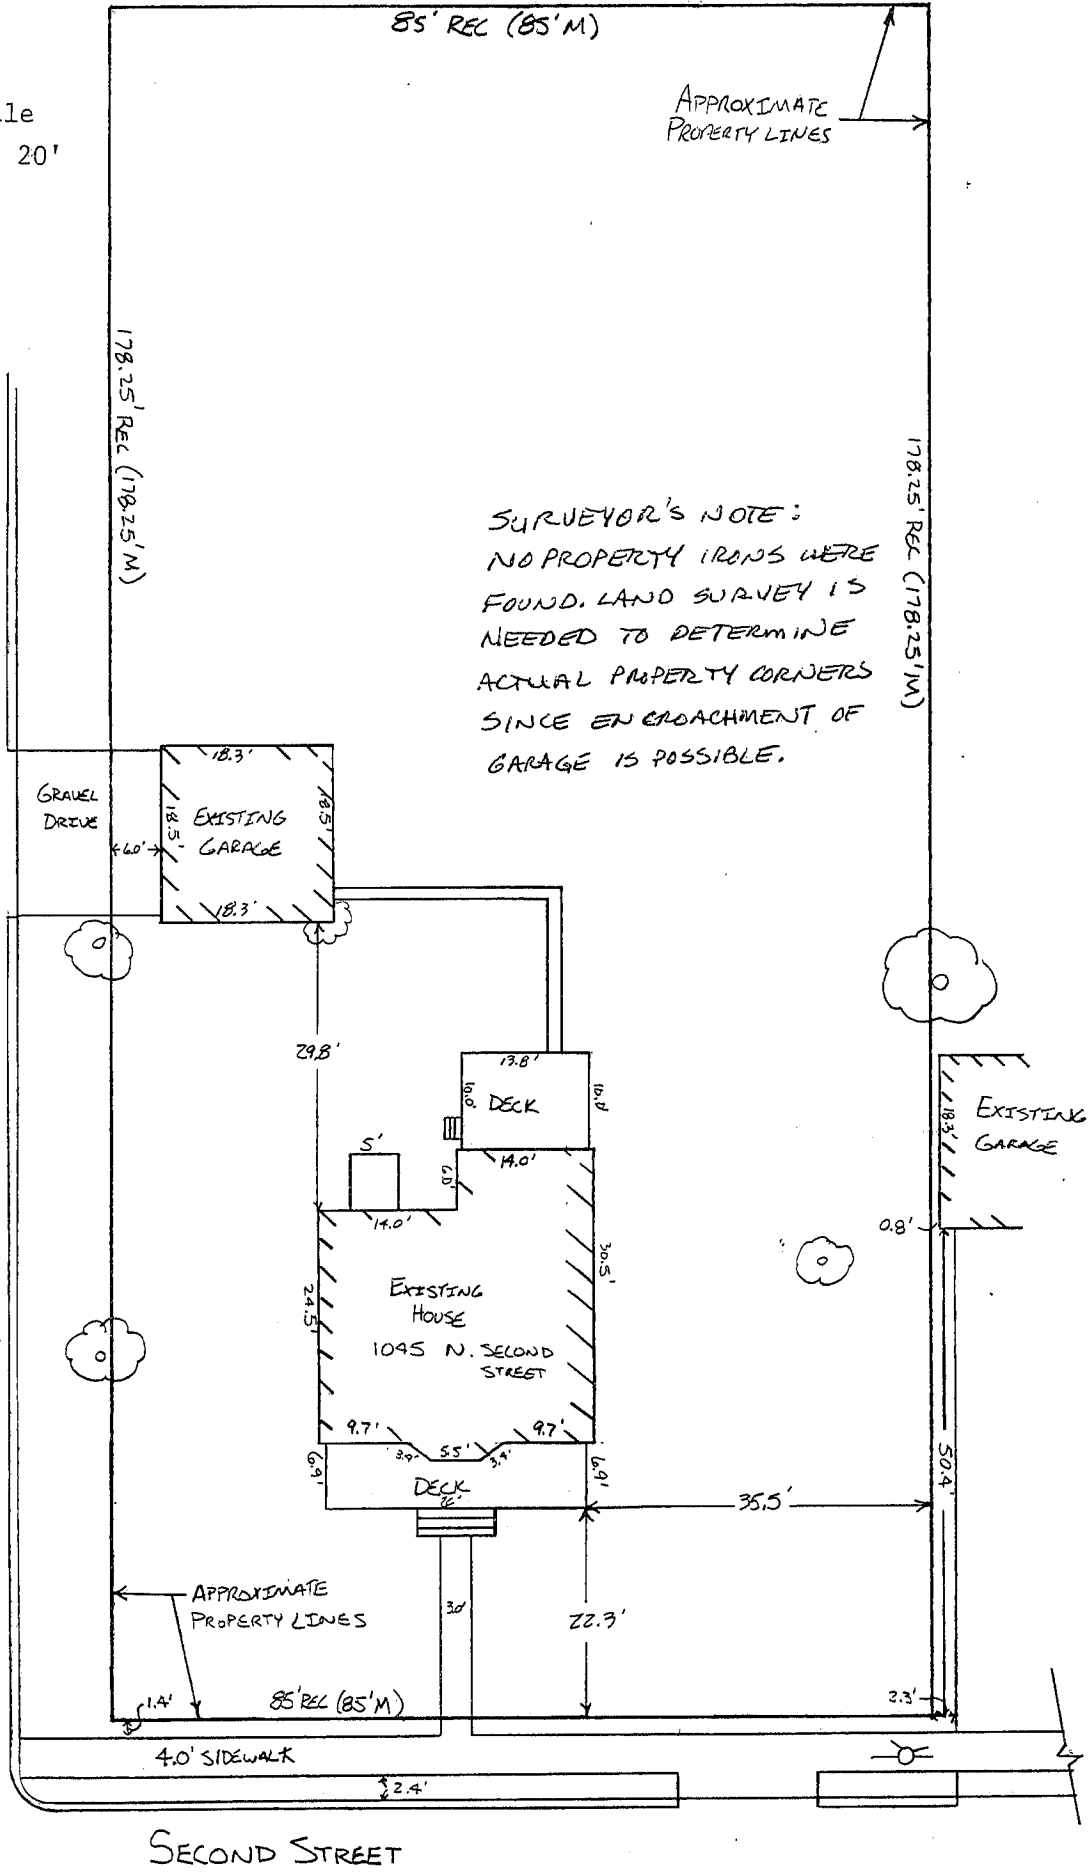 85' REC (85'M)
le
20'
APPROXIMATE
PROPERTY LINES
178.25' REC (178.25'M)
178.25' REC (178.25'M)
SURVEYOR'S NOTE:
NO PROPERTY IRONS WERE
FOUND. LAND SURVEY IS
NEEDED TO DETERMINE
ACTUAL PROPERTY CORNERS
SINCE ENCROACHMENT OF
GARAGE IS POSSIBLE.
18.3'
GRAVEL
DRIVE
6.0'
18.5'
EXISTING
GARAGE
18.5'
18.3'
29.8'
13.8'
10.0'
DECK
10.0'
5'
6.0'
14.0'
14.0'
18.3'
EXISTING
GARAGE
0.8'
24.5'
EXISTING
HOUSE
1045 N. SECOND
STREET
30.5'
9.7'
5.5'
3.4'
9.7'
6.9'
DECK
6.9'
35.5'
50.4'
APPROXIMATE
PROPERTY LINES
3.0'
22.3'
1.4'
85' REC (85'M)
2.3'
4.0' SIDEWALK
2.4'
SECOND STREET